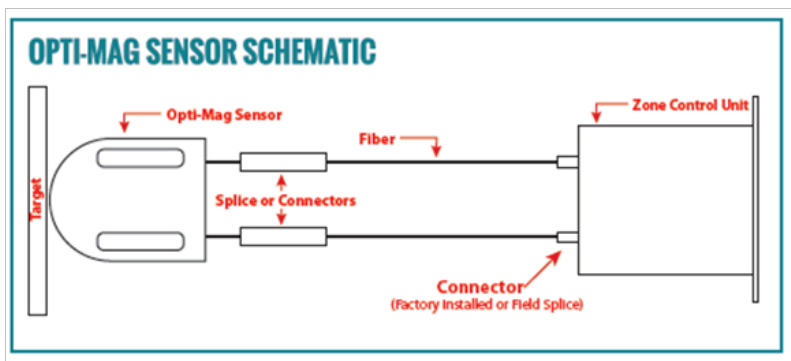 OPTI-MAG SENSOR SCHEMATIC
Opti-Mag Sensor
Zone Control Unit
Fiber
Target
Splice or Connectors
Connector
(Factory Installed or Field Splice)